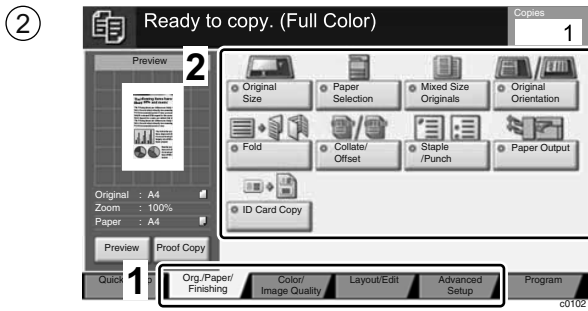 2
Ready to copy. (Full Color)
Copies
1
Preview
2
Original
Size
Paper
Selection
Mixed Size
Originals
Original
Orientation
Fold
Collate/
Offset
Staple
/Punch
Paper Output
ID Card Copy
Original : A4
Zoom : 100%
Paper : A4
Preview
Proof Copy
1
Quick
Org./Paper/
Finishing
Color/
Image Quality
Layout/Edit
Advanced
Setup
Program
c0102